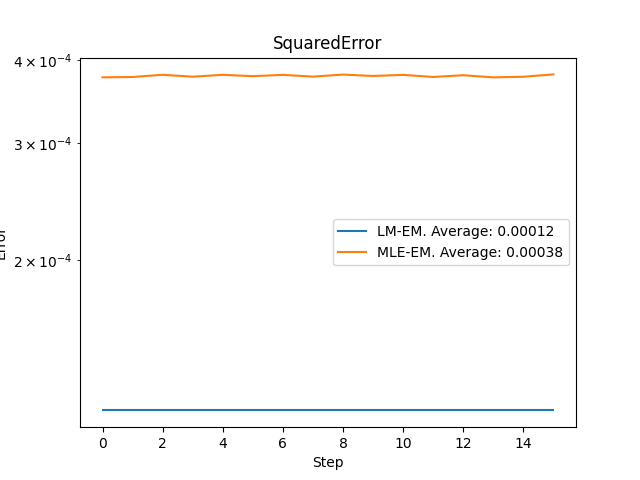 SquaredError
4 × 10⁻⁴
3 × 10⁻⁴
2 × 10⁻⁴
Error
LM-EM. Average: 0.00012
MLE-EM. Average: 0.00038
0 2 4 6 8 10 12 14
Step